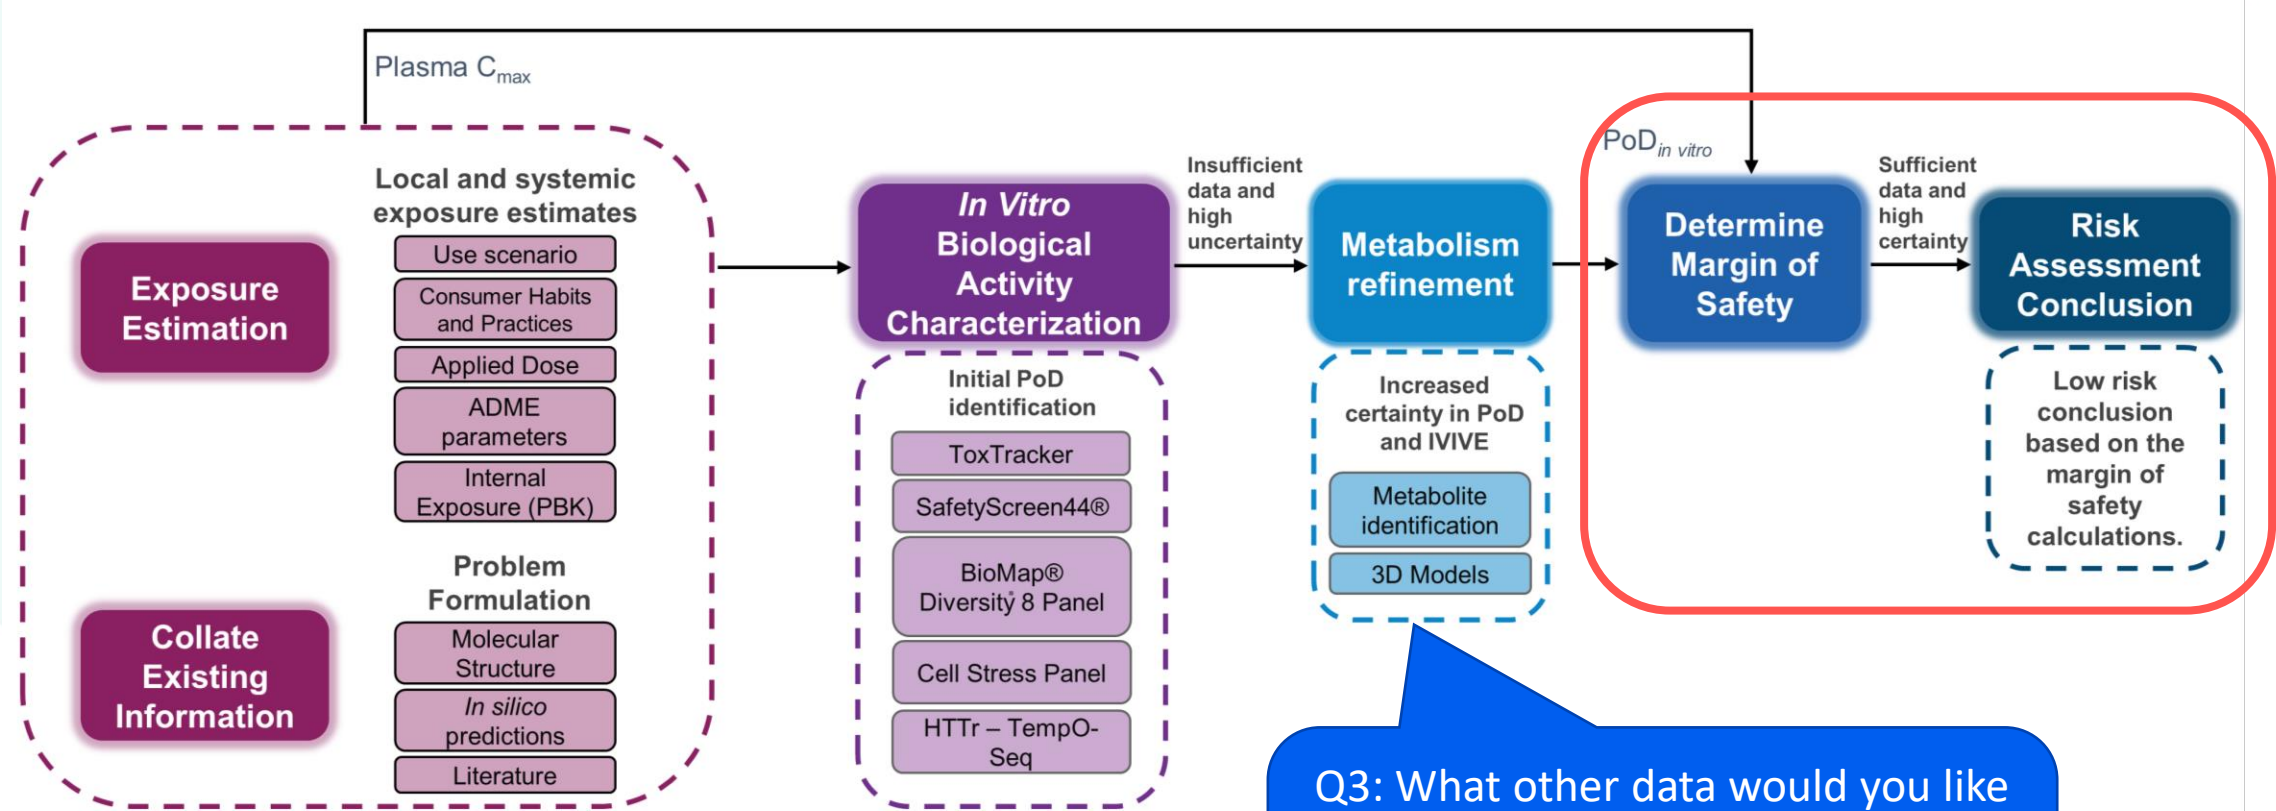 Plasma Cmax
Local and systemic
exposure estimates
Exposure
Estimation
Use scenario
Consumer Habits
and Practices
Applied Dose
ADME
parameters
Internal
Exposure (PBK)
Problem
Formulation
Collate
Existing
Information
Molecular
Structure
In silico
predictions
Literature
In Vitro
Biological
Activity
Characterization
Initial PoD
identification
ToxTracker
SafetyScreen44®
BioMap®
Diversity® 8 Panel
Cell Stress Panel
HTTr – TempO-
Seq
Insufficient
data and
high
uncertainty
Metabolism
refinement
Increased
certainty in PoD
and IVIVE
Metabolite
identification
3D Models
PoDin vitro
Determine
Margin of
Safety
Sufficient
data and
high
certainty
Risk
Assessment
Conclusion
Low risk
conclusion
based on the
margin of
safety
calculations.
Q3: What other data would you like